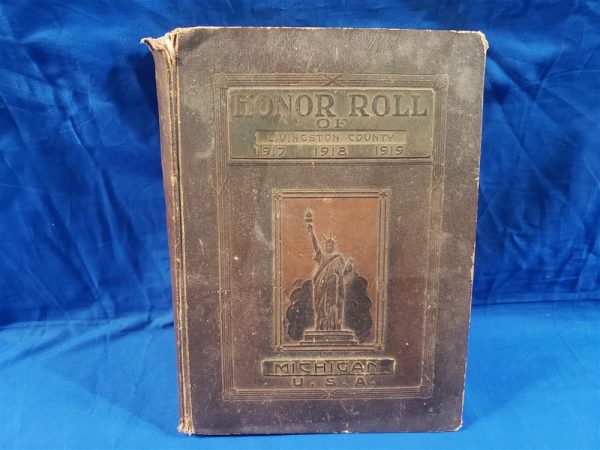 HONOR ROLL
OF
LIVINGSTON COUNTY
1917 1918 1919
MICHIGAN
U.S.A.